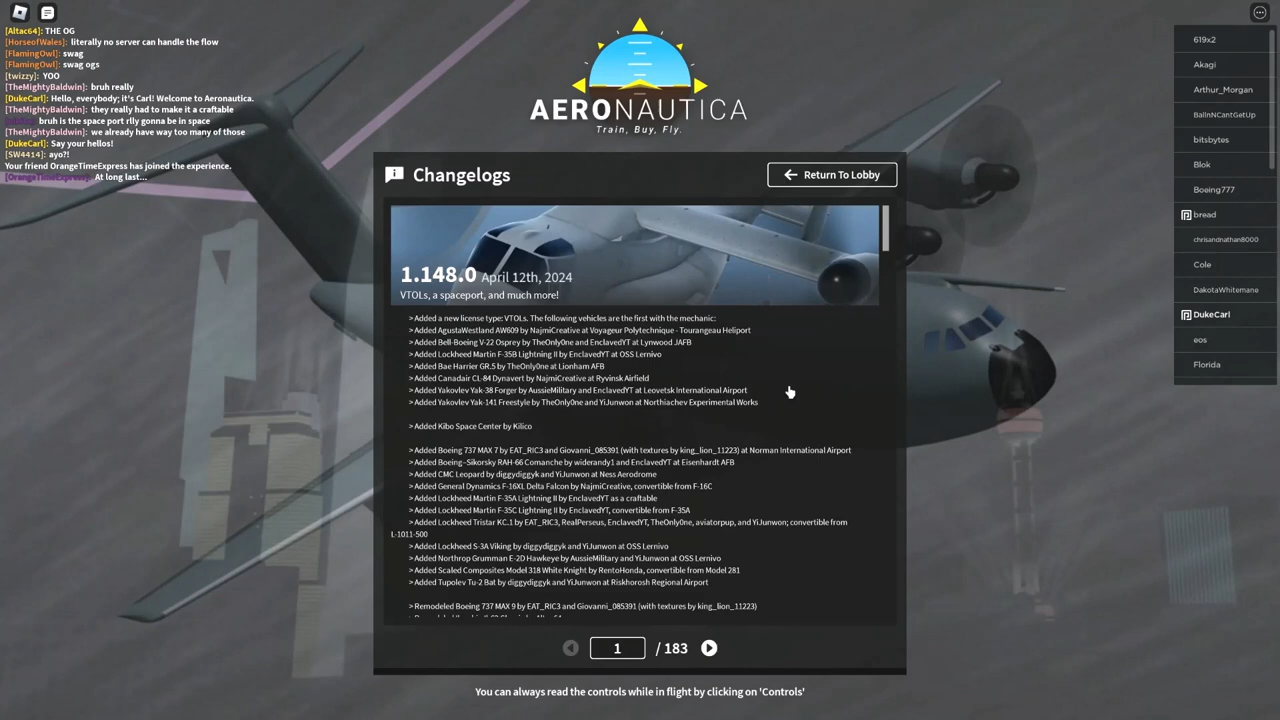 [Altac64]: THE OG
[HorseofWales]: literally no server can handle the flow
[FlamingOwl]: swag
[FlamingOwl]: swag ogs
[twizzy]: YOO
[TheMightyBaldwin]: bruh really
[DukeCarl]: Hello, everybody; it's Carl! Welcome to Aeronautica.
[TheMightyBaldwin]: they really had to make it a craftable
bruh is the space port rlly gonna be in space
[TheMightyBaldwin]: we already have way too many of those
[DukeCarl]: Say your hellos!
[SW4414]: ayo?!
Your friend OrangeTimeExpress has joined the experience.
[OrangeTimeExpress]: At long last...
AERONAUTICA
Train, Buy, Fly.
Changelogs
Return To Lobby
1.148.0 April 12th, 2024
VTOLs, a spaceport, and much more!
> Added a new license type: VTOLs. The following vehicles are the first with the mechanic:
> Added AgustaWestland AW609 by NajmiCreative at Voyageur Polytechnique - Tourangeau Heliport
> Added Bell-Boeing V-22 Osprey by TheOnly0ne and EnclavedYT at Lynwood JAFB
> Added Lockheed Martin F-35B Lightning II by EnclavedYT at OSS Lernivo
> Added Bae Harrier GR.5 by TheOnly0ne at Lionham AFB
> Added Canadair CL-84 Dynavert by NajmiCreative at Ryvinsk Airfield
> Added Yakovlev Yak-38 Forger by AussieMilitary and EnclavedYT at Leovetsk International Airport
> Added Yakovlev Yak-141 Freestyle by TheOnly0ne and YiJunwon at Northiachev Experimental Works
> Added Kibo Space Center by Kilico
> Added Boeing 737 MAX 7 by EAT_RIC3 and Giovanni_085391 (with textures by king_lion_11223) at Norman International Airport
> Added Boeing–Sikorsky RAH-66 Comanche by widerandy1 and EnclavedYT at Eisenhardt AFB
> Added CMC Leopard by diggydiggyk and YiJunwon at Ness Aerodrome
> Added General Dynamics F-16XL Delta Falcon by NajmiCreative, convertible from F-16C
> Added Lockheed Martin F-35A Lightning II by EnclavedYT as a craftable
> Added Lockheed Martin F-35C Lightning II by EnclavedYT, convertible from F-35A
> Added Lockheed Tristar KC.1 by EAT_RIC3, RealPerseus, EnclavedYT, TheOnly0ne, aviatorpup, and YiJunwon; convertible from
L-1011-500
> Added Lockheed S-3A Viking by diggydiggyk and YiJunwon at OSS Lernivo
> Added Northrop Grumman E-2D Hawkeye by AussieMilitary and YiJunwon at OSS Lernivo
> Added Scaled Composites Model 318 White Knight by RentoHonda, convertible from Model 281
> Added Tupolev Tu-2 Bat by diggydiggyk and YiJunwon at Riskhorosh Regional Airport
> Remodeled Boeing 737 MAX 9 by EAT_RIC3 and Giovanni_085391 (with textures by king_lion_11223)
1 / 183
You can always read the controls while in flight by clicking on 'Controls'
619x2
Akagi
Arthur_Morgan
BallnNCantGetUp
bitsbytes
Blok
Boeing777
bread
chrisandnathan8000
Cole
DakotaWhitemane
DukeCarl
eos
Florida